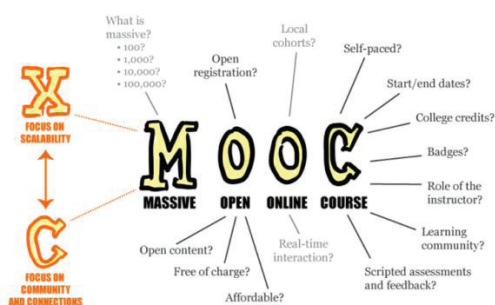 What is
massive?
• 100?
• 1,000?
• 10,000?
• 100,000?
Open
registration?
Local
cohorts?
Self-paced?
Start/end dates?
College credits?
Badges?
Role of the
instructor?
Learning
community?
Scripted assessments
and feedback?
X
FOCUS ON
SCALABILITY
C
FOCUS ON
COMMUNITY
AND CONNECTIONS
MOOC
MASSIVE OPEN ONLINE COURSE
Open content?
Free of charge?
Affordable?
Real-time
interaction?